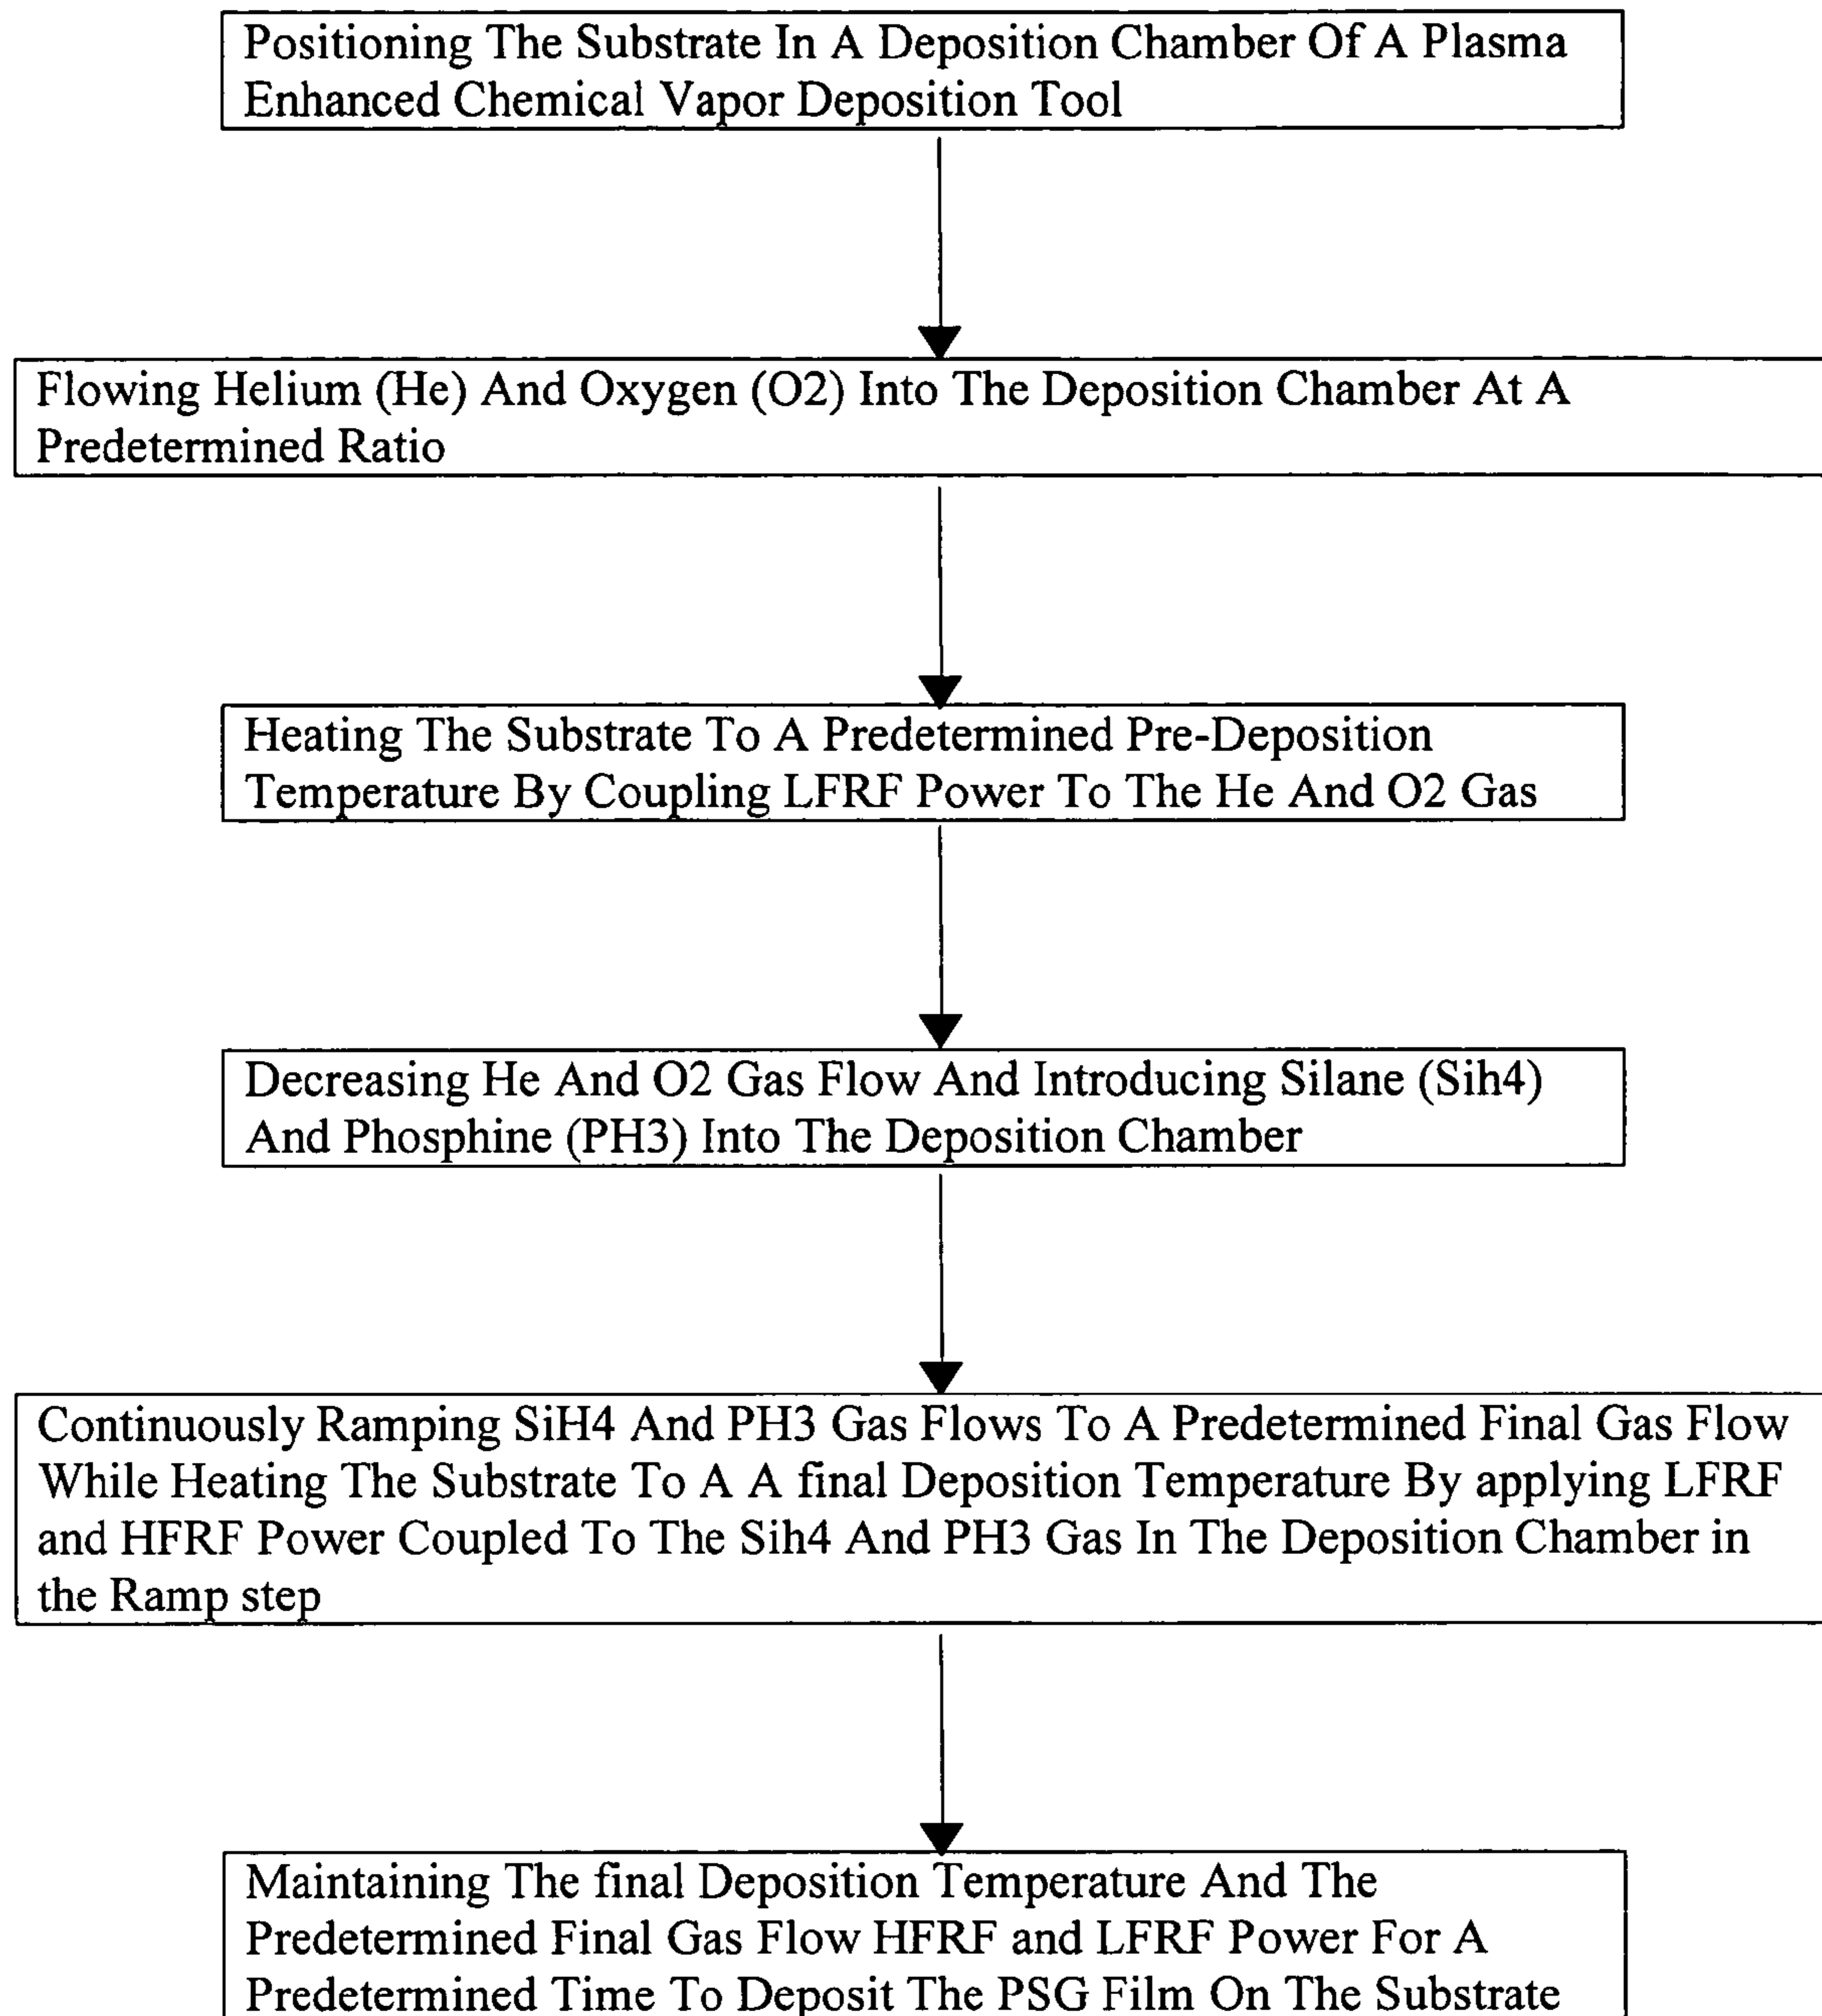 Positioning The Substrate In A Deposition Chamber Of A Plasma
Enhanced Chemical Vapor Deposition Tool
Flowing Helium (He) And Oxygen (O2) Into The Deposition Chamber At A
Predetermined Ratio
Heating The Substrate To A Predetermined Pre-Deposition
Temperature By Coupling LFRF Power To The He And O2 Gas
Decreasing He And O2 Gas Flow And Introducing Silane (Sih4)
And Phosphine (PH3) Into The Deposition Chamber
Continuously Ramping SiH4 And PH3 Gas Flows To A Predetermined Final Gas Flow
While Heating The Substrate To A A final Deposition Temperature By applying LFRF
and HFRF Power Coupled To The Sih4 And PH3 Gas In The Deposition Chamber in
the Ramp step
Maintaining The final Deposition Temperature And The
Predetermined Final Gas Flow HFRF and LFRF Power For A
Predetermined Time To Deposit The PSG Film On The Substrate